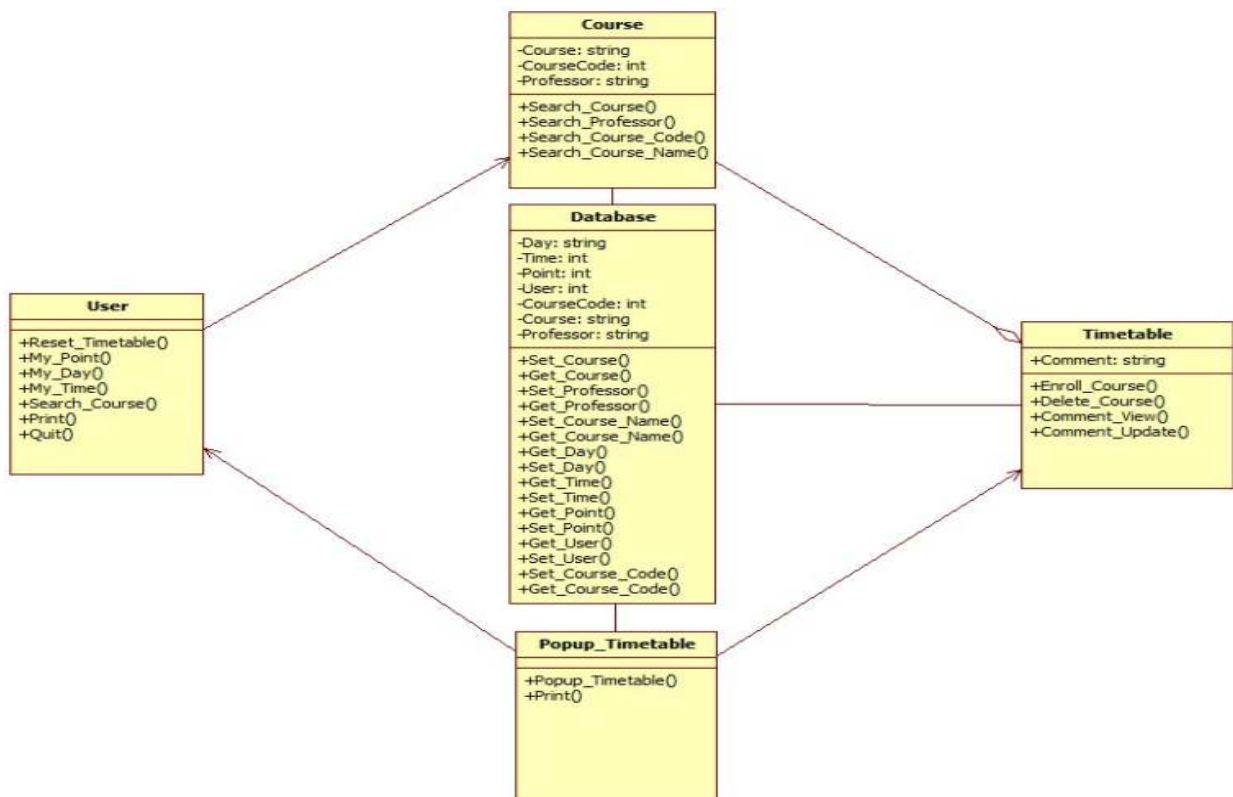 Course
-Course: string
-CourseCode: int
-Professor: string
+Search_Course()
+Search_Professor()
+Search_Course_Code()
+Search_Course_Name()
Database
-Day: string
-Time: int
-Point: int
-User: int
-CourseCode: int
-Course: string
-Professor: string
+Set_Course()
+Get_Course()
+Set_Professor()
+Get_Professor()
+Set_Course_Name()
+Get_Course_Name()
+Get_Day()
+Set_Day()
+Get_Time()
+Set_Time()
+Get_Point()
+Set_Point()
+Get_User()
+Set_User()
+Set_Course_Code()
+Get_Course_Code()
User
+Reset_Timetable()
+My_Point()
+My_Day()
+My_Time()
+Search_Course()
+Print()
+Quit()
Timetable
+Comment: string
+Enroll_Course()
+Delete_Course()
+Comment_View()
+Comment_Update()
Popup_Timetable
+Popup_Timetable()
+Print()